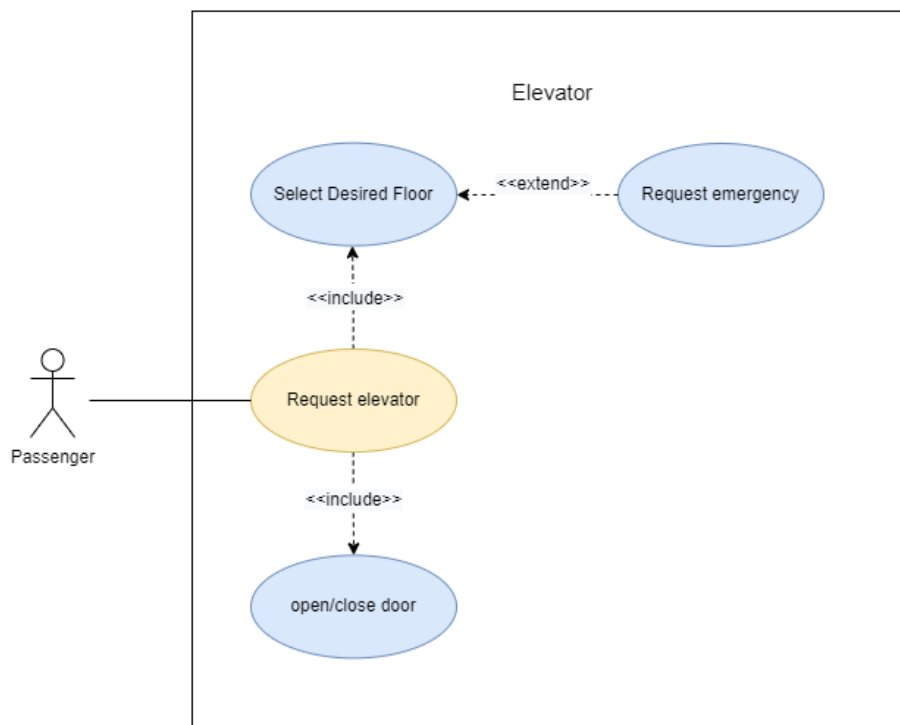 Elevator
Select Desired Floor
<<extend>>
Request emergency
<<include>>
Request elevator
Passenger
<<include>>
open/close door